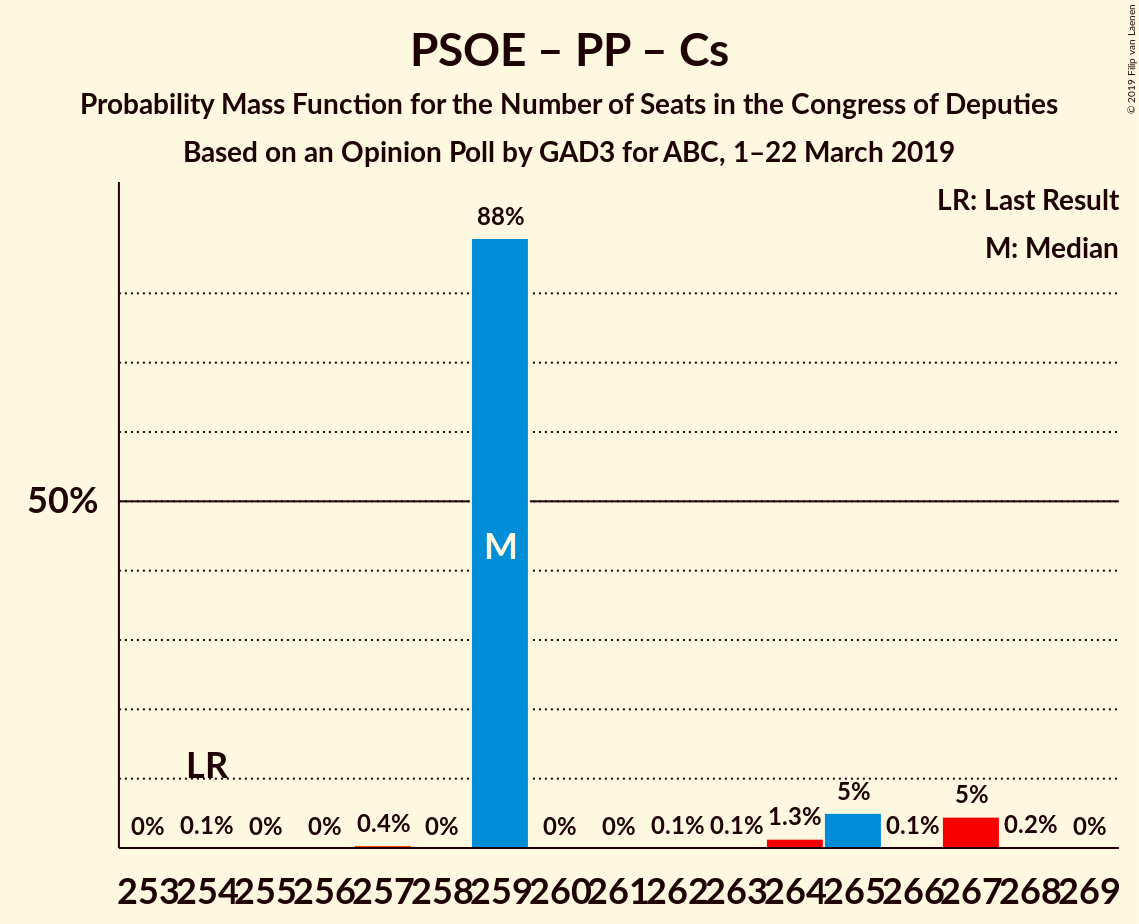 PSOE – PP – Cs
Probability Mass Function for the Number of Seats in the Congress of Deputies
Based on an Opinion Poll by GAD3 for ABC, 1–22 March 2019
© 2019 Filip van Laenen
LR: Last Result
M: Median
88%
50%
M
LR
0% 0.1% 0% 0% 0.4% 0% 0% 0% 0.1% 0.1% 1.3% 5% 0.1% 5% 0.2% 0%
253 254 255 256 257 258 259 260 261 262 263 264 265 266 267 268 269